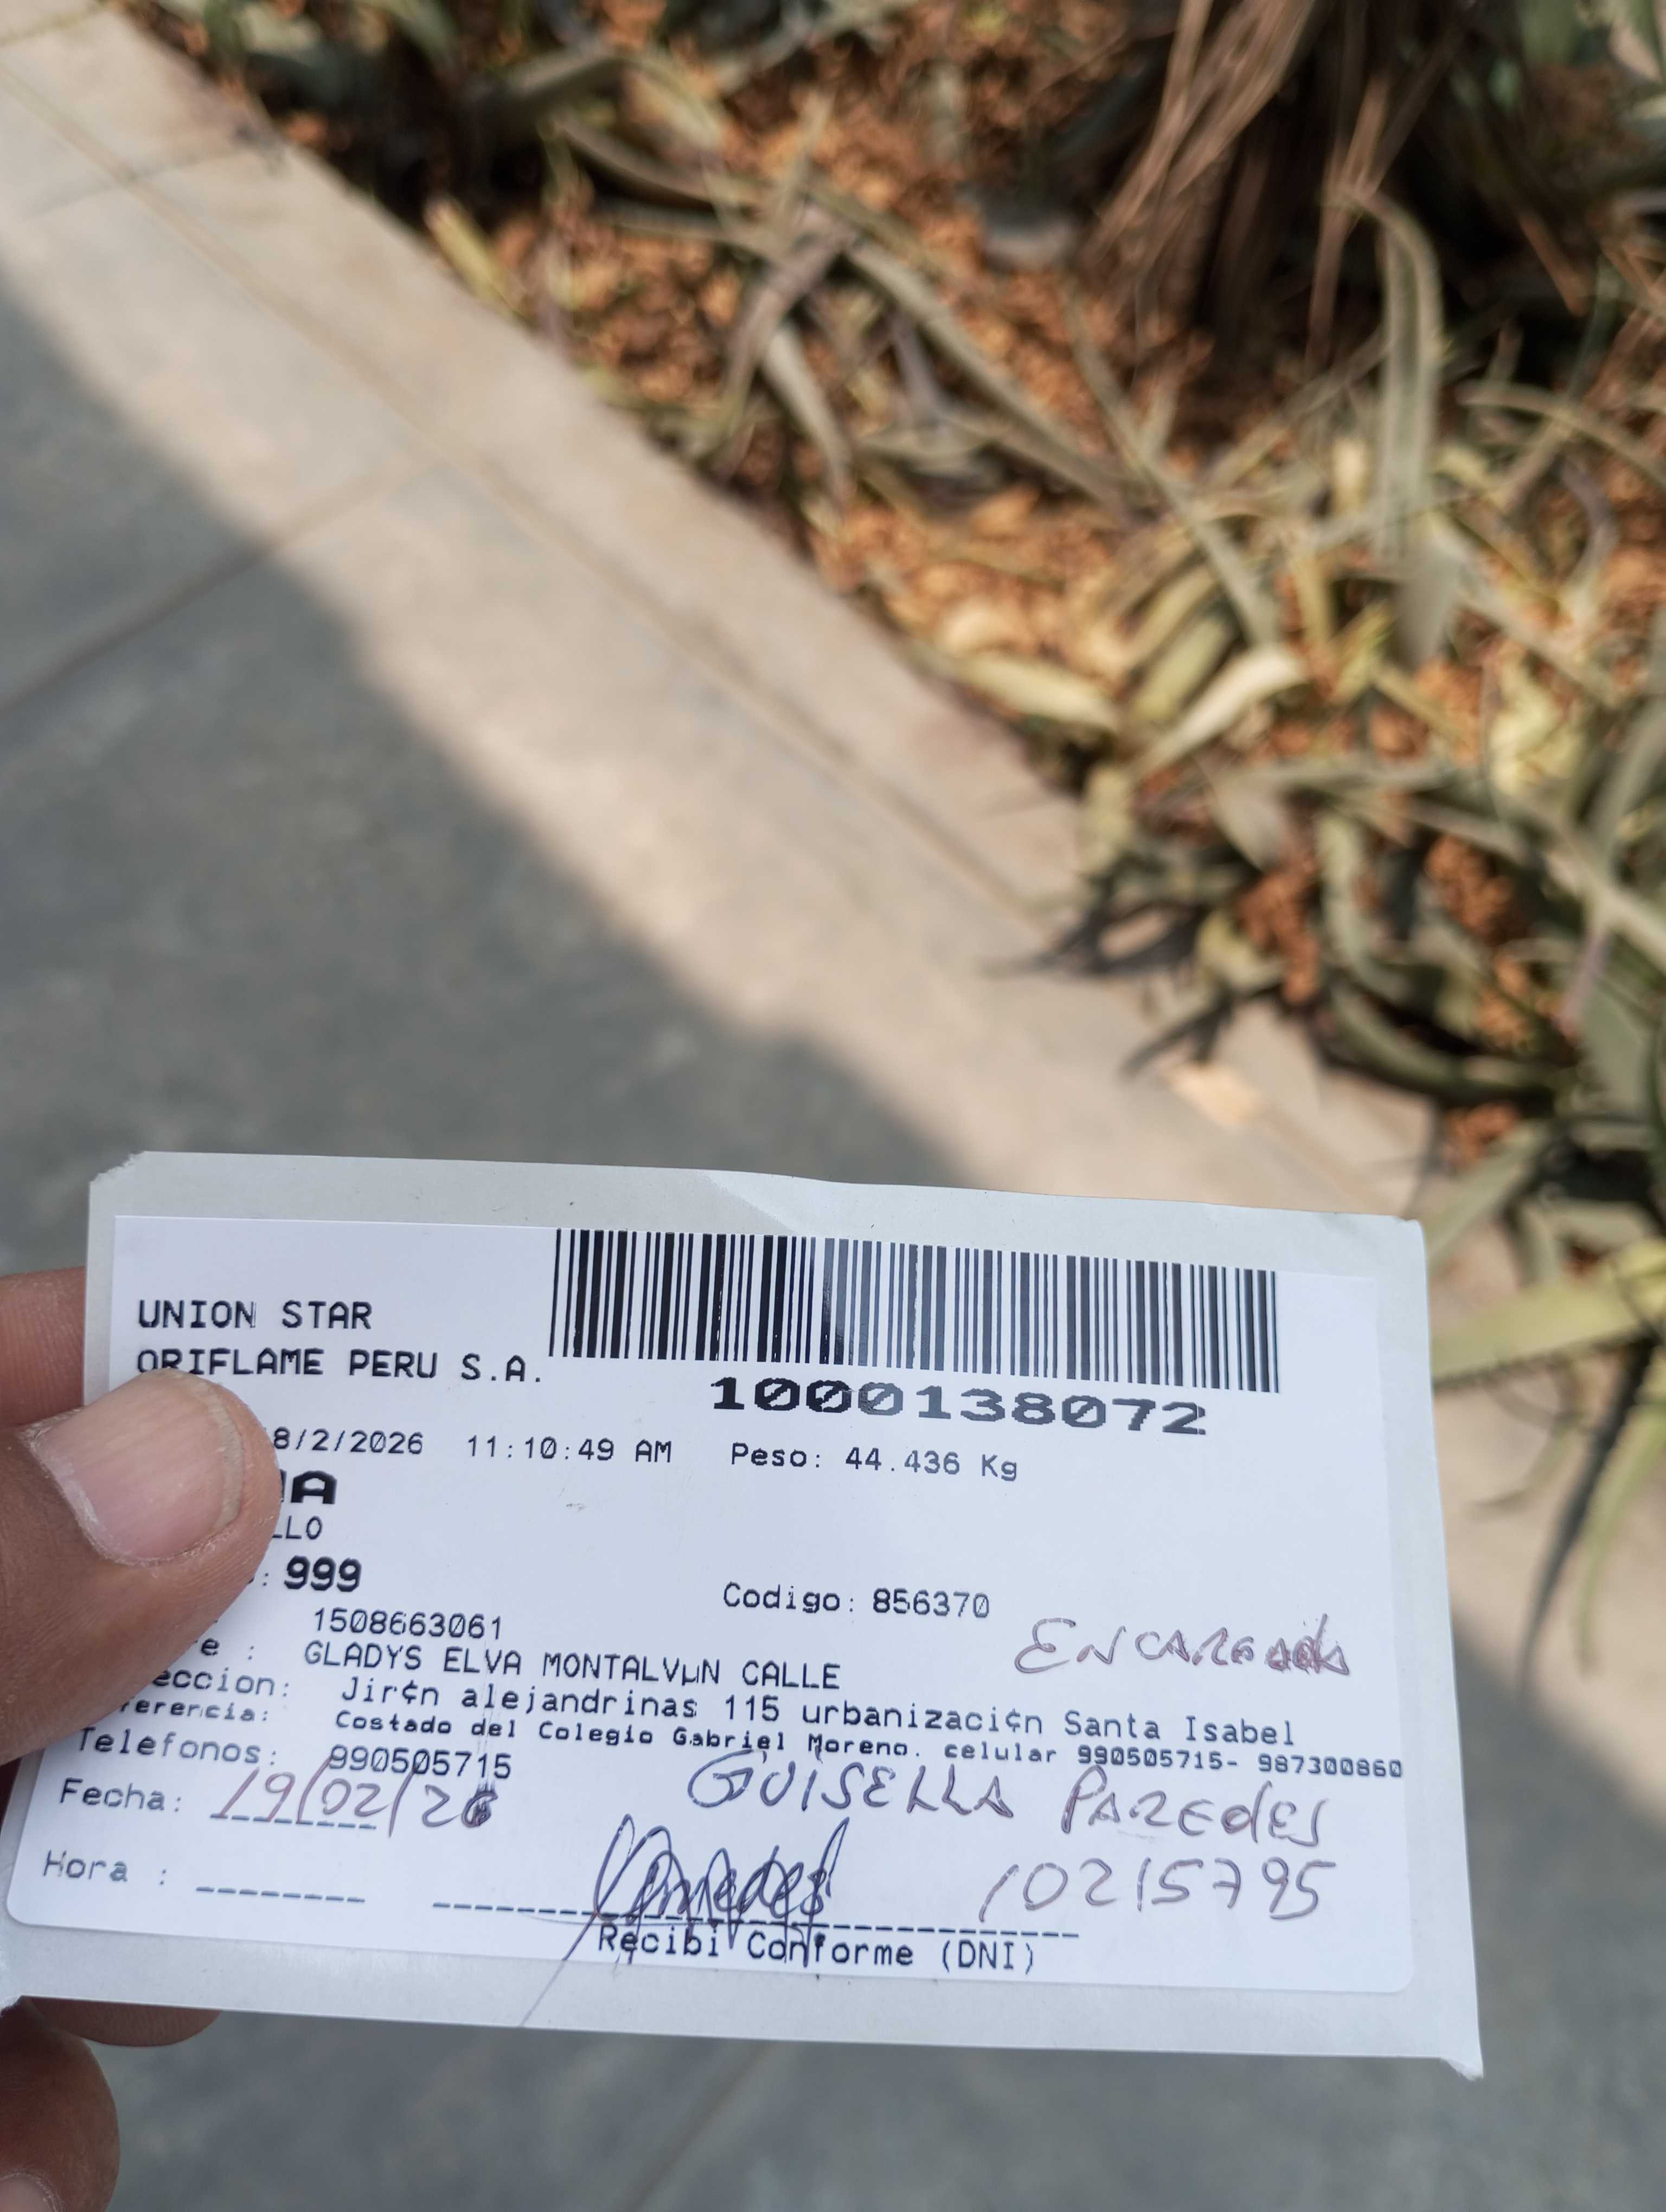 UNION STAR
ORIFLAME PERU S.A.
1000138072
8/2/2026 11:10:49 AM Peso: 44.436 Kg
A
LLO
: 999
Codigo: 856370
1508663061
ENCARGADA
e : GLADYS ELVA MONTALVµN CALLE
eccion: Jir¢n alejandrinas 115 urbanizaci¢n Santa Isabel
ferencia: Costado del Colegio Gabriel Moreno. celular 990505715- 987300860
Telefonos: 990505715
GUISELLA PAREDES
Fecha: 19/02/26
10215795
Hora :
Recibi Conforme (DNI)